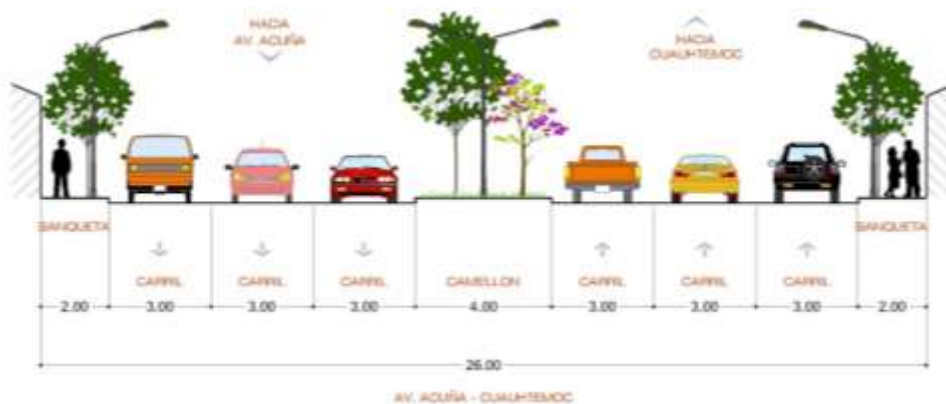 HACIA
AV. ACUÑA
HACIA
CUAUHTEMOC
BANQUETA
CARRIL
CARRIL
CARRIL
CAMELLON
CARRIL
CARRIL
CARRIL
BANQUETA
2.00
3.00
3.00
3.00
4.00
3.00
3.00
3.00
2.00
26.00
AV. ACUÑA - CUAUHTEMOC